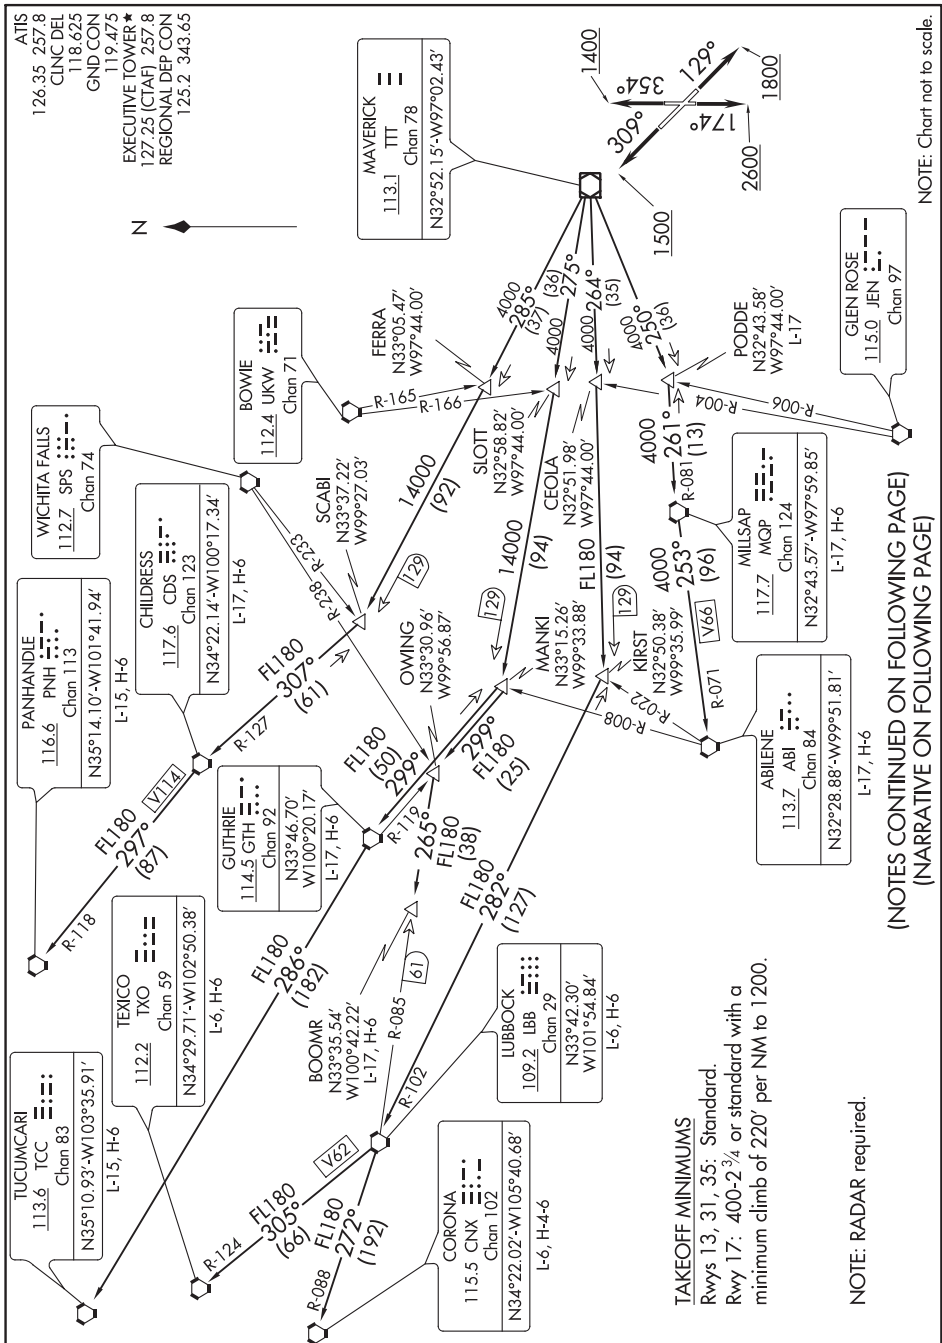 ATIS
126.35 257.8
CLNC DEL
118.625
GND CON
119.475
EXECUTIVE TOWER★
127.25 (CTAF) 257.8
REGIONAL DEP CON
125.2 343.65
N
MAVERICK
113.1 TTT
Chan 78
N32°52.15'-W97°02.43'
1400
354°
129°
1800
309°
174°
2600
1500
NOTE: Chart not to scale.
BOWIE
112.4 UKW
Chan 71
R-165
R-166
FERRA
N33°05.47'
W97°44.00'
4000
285°
(37)
4000
275°
(36)
4000
264°
(35)
4000
250°
(36)
SLOTT
N32°58.82'
W97°44.00'
CEOLA
N32°51.98'
W97°44.00'
PODDE
N32°43.58'
W97°44.00'
L-17
GLEN ROSE
115.0 JEN
Chan 97
R-004
R-006
WICHITA FALLS
112.7 SPS
Chan 74
R-233
R-238
SCABI
N33°37.22'
W99°27.03'
14000
(92)
129
14000
(94)
129
FL180
(94)
129
4000
261°
(13)
R-081
MILLSAP
117.7 MQP
Chan 124
N32°43.57'-W97°59.85'
L-17, H-6
4000
253°
(96)
V66
R-071
CHILDRESS
117.6 CDS
Chan 123
N34°22.14'-W100°17.34'
L-17, H-6
PANHANDLE
116.6 PNH
Chan 113
N35°14.10'-W101°41.94'
L-15, H-6
FL180
307°
(61)
R-127
V114
FL180
297°
(87)
R-118
OWING
N33°30.96'
W99°56.87'
MANKI
N33°15.26'
W99°33.88'
KIRST
N32°50.38'
W99°35.99'
R-022
R-008
ABILENE
113.7 ABI
Chan 84
N32°28.88'-W99°51.81'
L-17, H-6
FL180
(50)
299°
299°
FL180
(25)
GUTHRIE
114.5 GTH
Chan 92
N33°46.70'
W100°20.17'
L-17, H-6
R-119
265°
FL180
(38)
FL180
282°
(127)
FL180
286°
(182)
BOOMR
N33°35.54'
W100°42.22'
L-17, H-6
R-085
61
R-102
LUBBOCK
109.2 LBB
Chan 29
N33°42.30'
W101°54.84'
L-6, H-6
TEXICO
112.2 TXO
Chan 59
N34°29.71'-W102°50.38'
L-6, H-6
TUCUMCARI
113.6 TCC
Chan 83
N35°10.93'-W103°35.91'
L-15, H-6
V62
FL180
305°
(66)
R-124
FL180
272°
(192)
R-088
CORONA
115.5 CNX
Chan 102
N34°22.02'-W105°40.68'
L-6, H-4-6
(NOTES CONTINUED ON FOLLOWING PAGE)
(NARRATIVE ON FOLLOWING PAGE)
TAKEOFF MINIMUMS
Rwys 13, 31, 35: Standard.
Rwy 17: 400-2 ¾ or standard with a
minimum climb of 220' per NM to 1200.
NOTE: RADAR required.